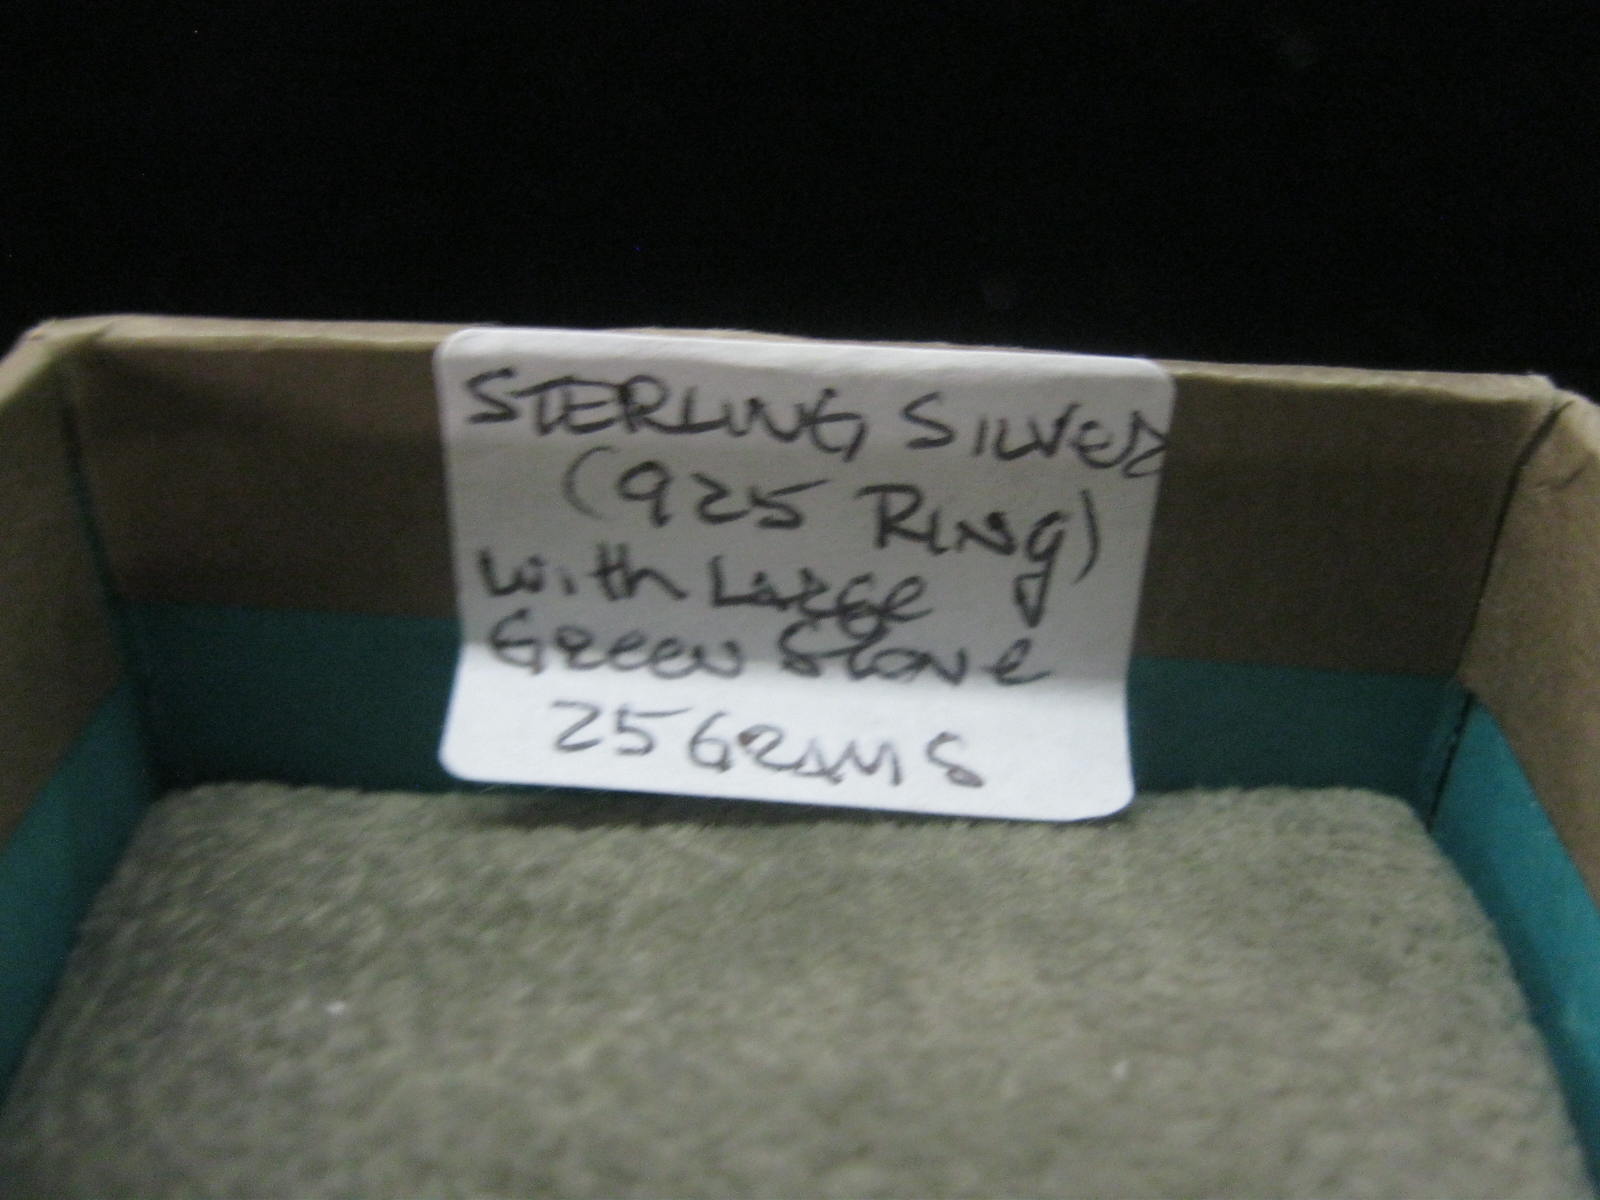 STERLING SILVER
(925 RINg)
with Large
Green Stone
25 GRAMS